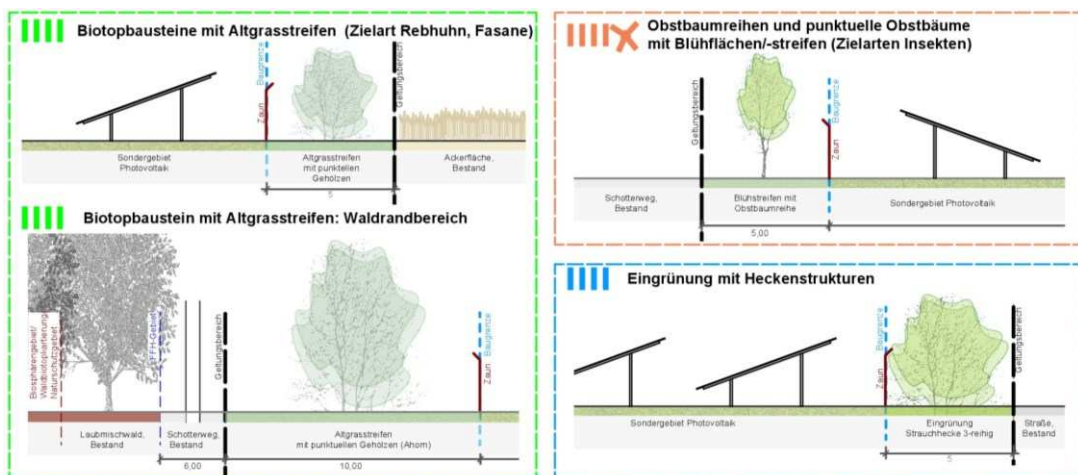 Biotopbausteine mit Altgrasstreifen (Zielart Rebhuhn, Fasane)
Zaun
Baugrenze
Geltungsbereich
Sondergebiet
Photovoltaik
Altgrasstreifen
mit punktellen
Gehölzen
Ackerfläche,
Bestand
5
Biotopbaustein mit Altgrasstreifen: Waldrandbereich
Biosphärengebiet/
Waldbiotopkartierung/
Naturschutzgebiet
FFH-Gebiet
Geltungsbereich
Zaun
Baugrenze
Laubmischwald,
Bestand
Schotterweg,
Bestand
Altgrasstreifen
mit punktuellen Gehölzen (Ahorn)
6,00
10,00
Obstbaumreihen und punktuelle Obstbäume
mit Blühflächen/-streifen (Zielarten Insekten)
Geltungsbereich
Zaun
Baugrenze
Schotterweg,
Bestand
Blühstreifen mit
Obstbaumreihe
Sondergebiet Photovoltaik
5,00
Eingrünung mit Heckenstrukturen
Zaun
Baugrenze
Geltungsbereich
Sondergebiet Photovoltaik
Eingrünung
Strauchhecke 3-reihig
Straße,
Bestand
5